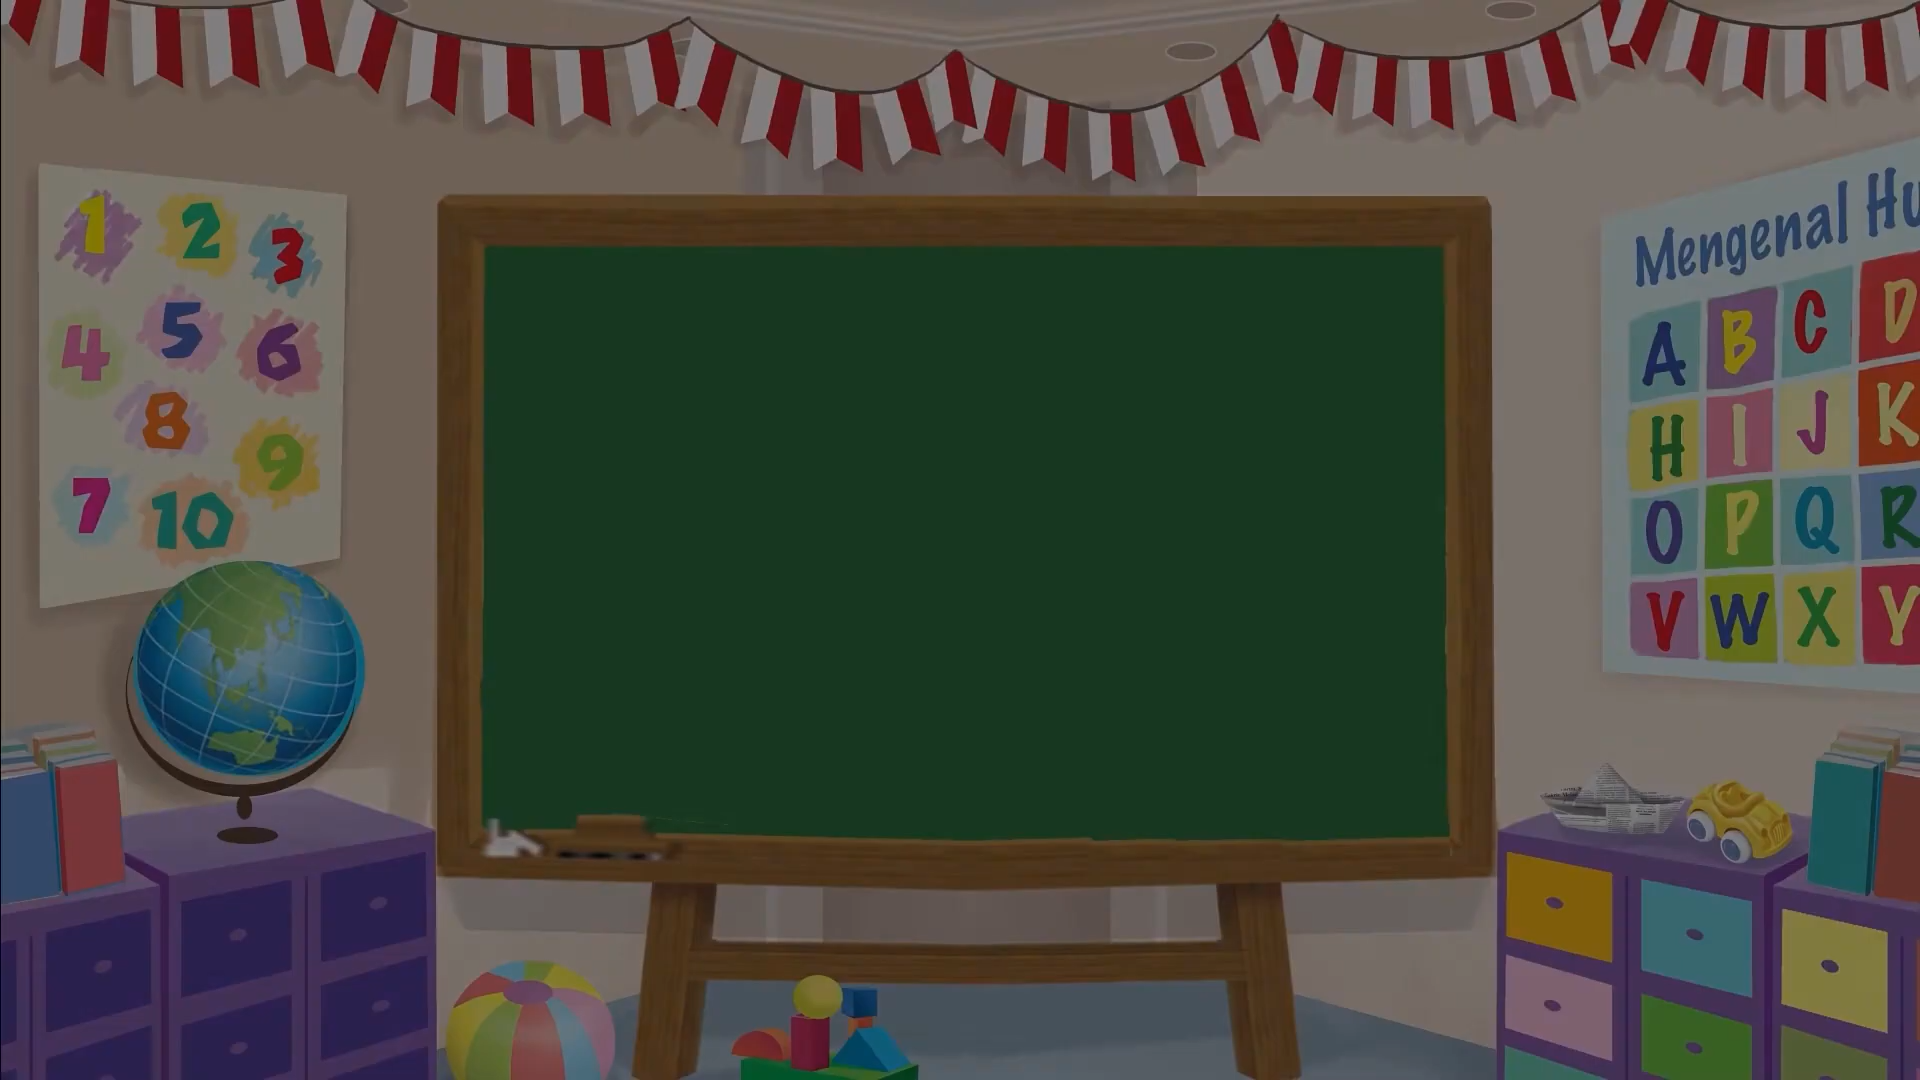 1 2 3
4 5 6
8 9
7 10
Mengenal Hu
A B C D
H I J K
O P Q R
V W X Y